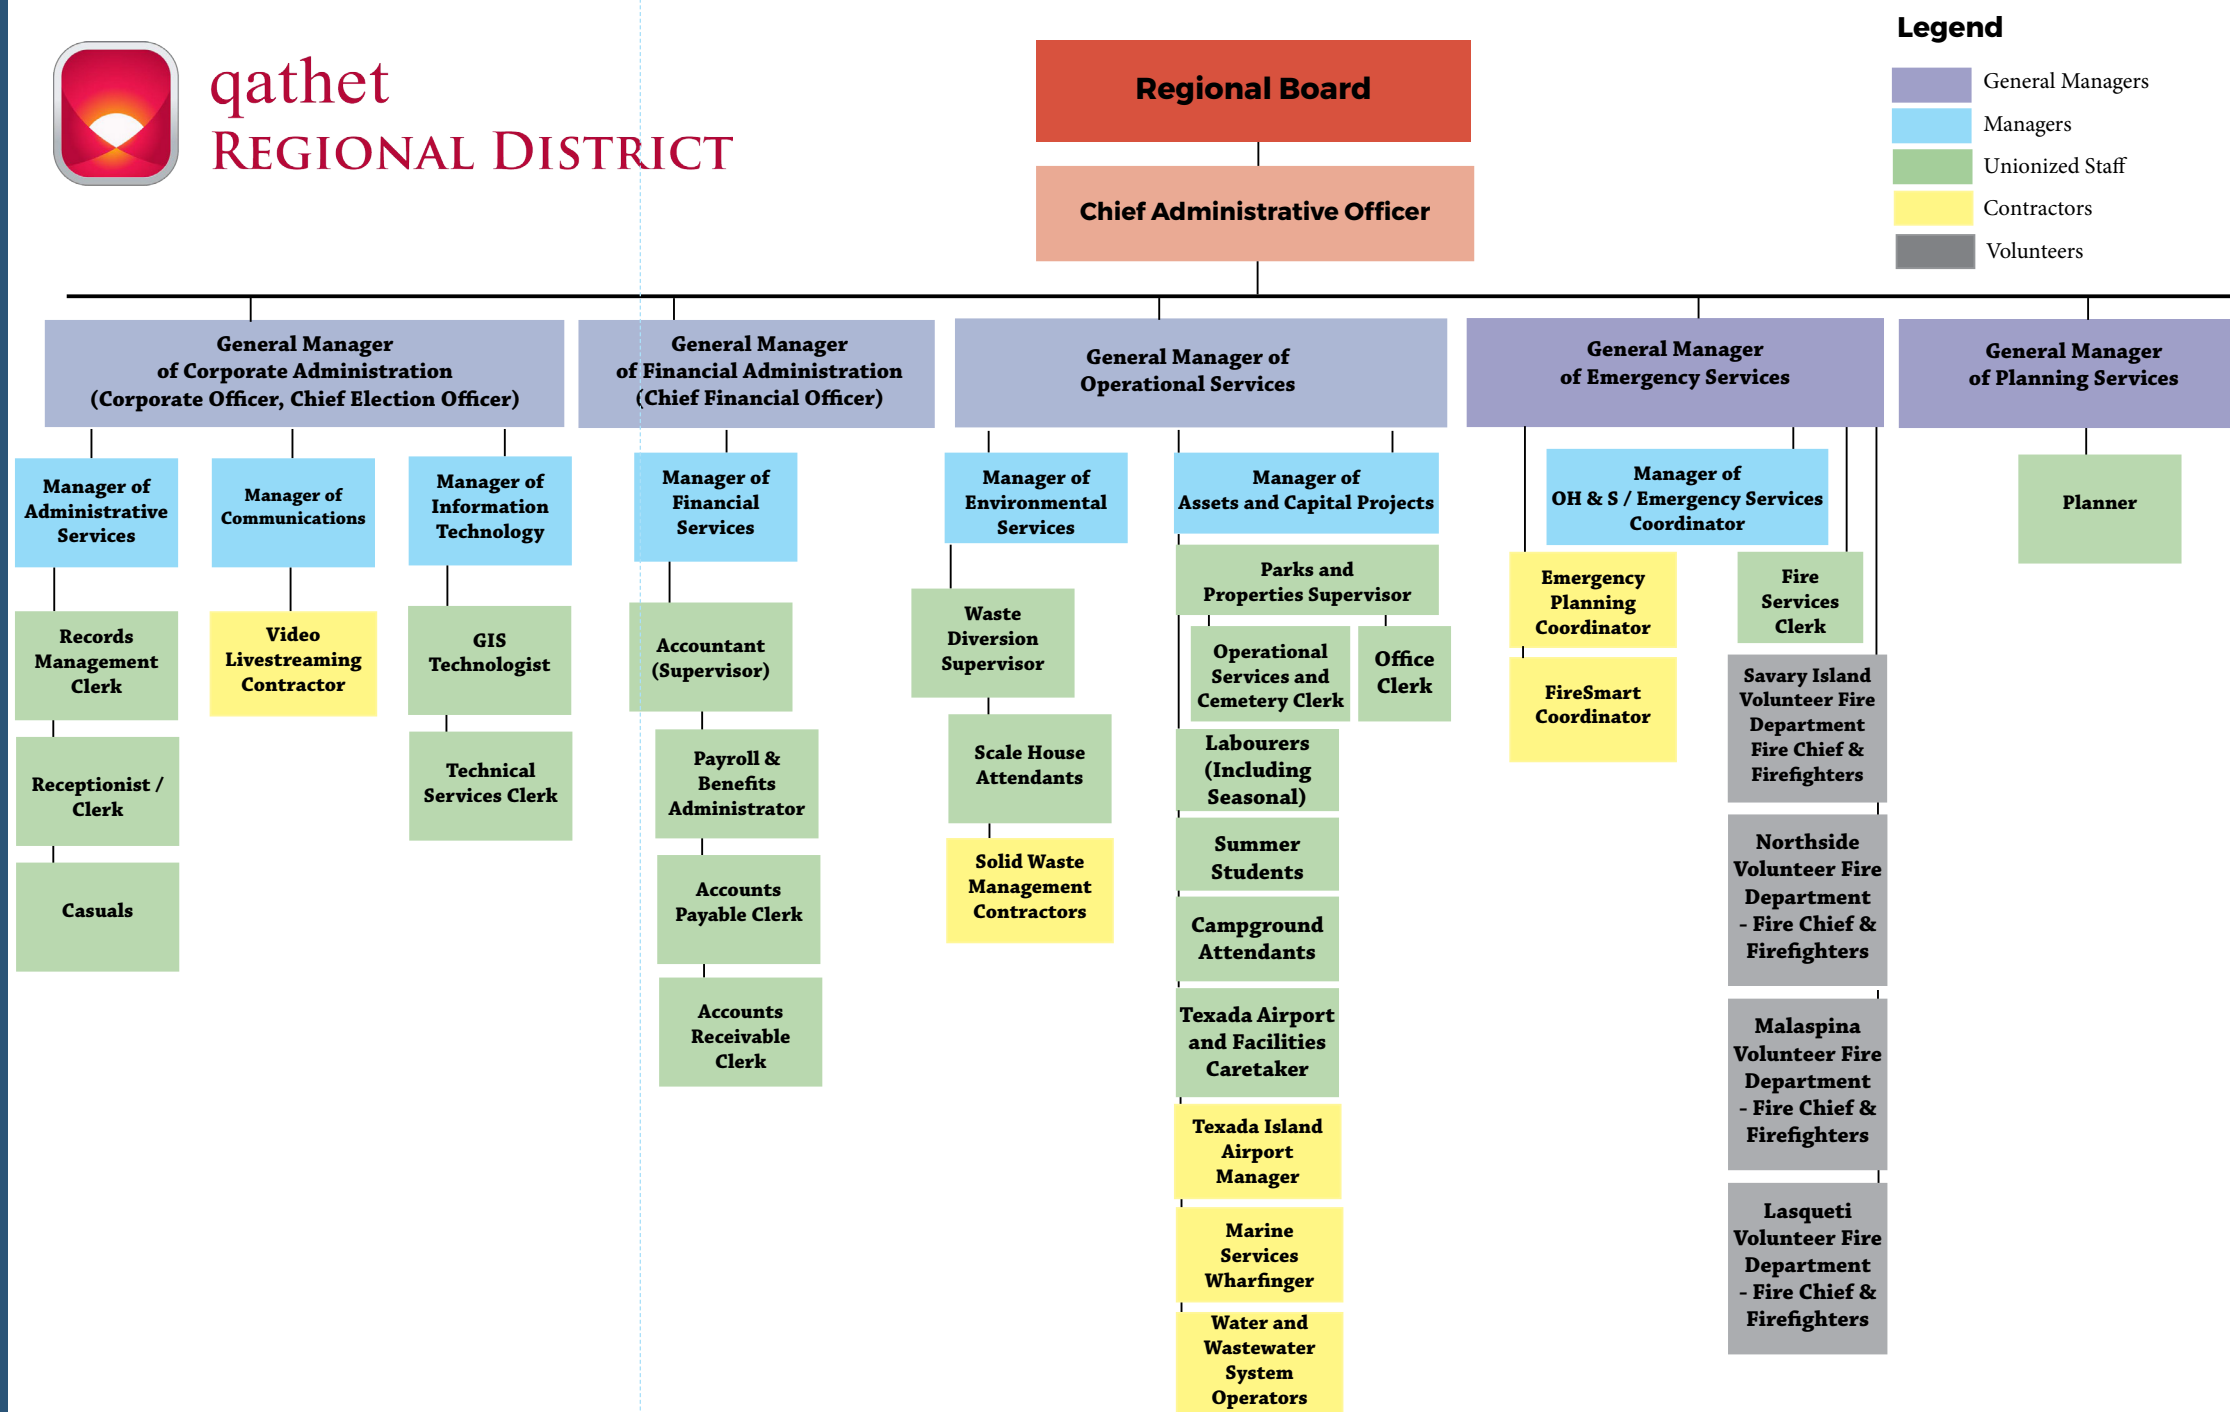 qathet
REGIONAL DISTRICT
Regional Board
Chief Administrative Officer
Legend
General Managers
Managers
Unionized Staff
Contractors
Volunteers
General Manager
of Corporate Administration
(Corporate Officer, Chief Election Officer)
General Manager
of Financial Administration
(Chief Financial Officer)
General Manager of
Operational Services
General Manager
of Emergency Services
General Manager
of Planning Services
Manager of
Administrative
Services
Records
Management
Clerk
Receptionist /
Clerk
Casuals
Manager of
Communications
Video
Livestreaming
Contractor
Manager of
Information
Technology
GIS
Technologist
Technical
Services Clerk
Manager of
Financial
Services
Accountant
(Supervisor)
Payroll &
Benefits
Administrator
Accounts
Payable Clerk
Accounts
Receivable
Clerk
Manager of
Environmental
Services
Waste
Diversion
Supervisor
Scale House
Attendants
Solid Waste
Management
Contractors
Manager of
Assets and Capital Projects
Parks and
Properties Supervisor
Operational
Services and
Cemetery Clerk
Office
Clerk
Labourers
(Including
Seasonal)
Summer
Students
Campground
Attendants
Texada Airport
and Facilities
Caretaker
Texada Island
Airport
Manager
Marine
Services
Wharfinger
Water and
Wastewater
System
Operators
Manager of
OH & S / Emergency Services
Coordinator
Emergency
Planning
Coordinator
FireSmart
Coordinator
Fire
Services
Clerk
Savary Island
Volunteer Fire
Department
Fire Chief &
Firefighters
Northside
Volunteer Fire
Department
- Fire Chief &
Firefighters
Malaspina
Volunteer Fire
Department
- Fire Chief &
Firefighters
Lasqueti
Volunteer Fire
Department
- Fire Chief &
Firefighters
Planner